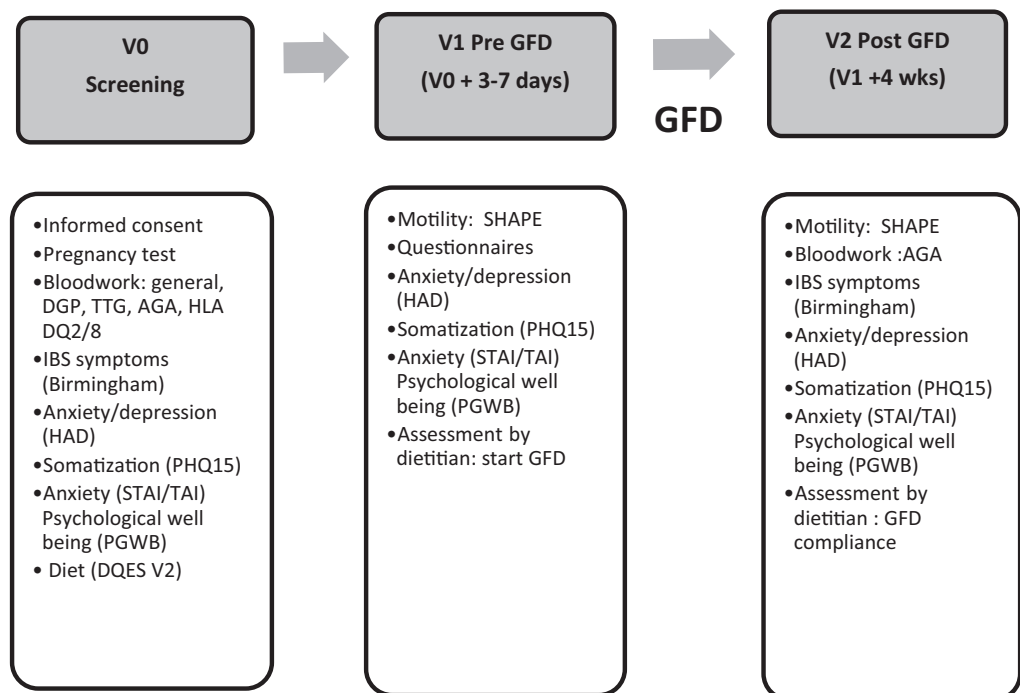 V0
Screening
V1 Pre GFD
(V0 + 3-7 days)
GFD
V2 Post GFD
(V1 +4 wks)
•Informed consent
•Pregnancy test
•Bloodwork: general,
DGP, TTG, AGA, HLA
DQ2/8
•IBS symptoms
(Birmingham)
•Anxiety/depression
(HAD)
•Somatization (PHQ15)
•Anxiety (STAI/TAI)
Psychological well
being (PGWB)
• Diet (DQES V2)
•Motility: SHAPE
•Questionnaires
•Anxiety/depression
(HAD)
•Somatization (PHQ15)
•Anxiety (STAI/TAI)
Psychological well
being (PGWB)
•Assessment by
dietitian: start GFD
•Motility: SHAPE
•Bloodwork :AGA
•IBS symptoms
(Birmingham)
•Anxiety/depression
(HAD)
•Somatization (PHQ15)
•Anxiety (STAI/TAI)
Psychological well
being (PGWB)
•Assessment by
dietitian : GFD
compliance